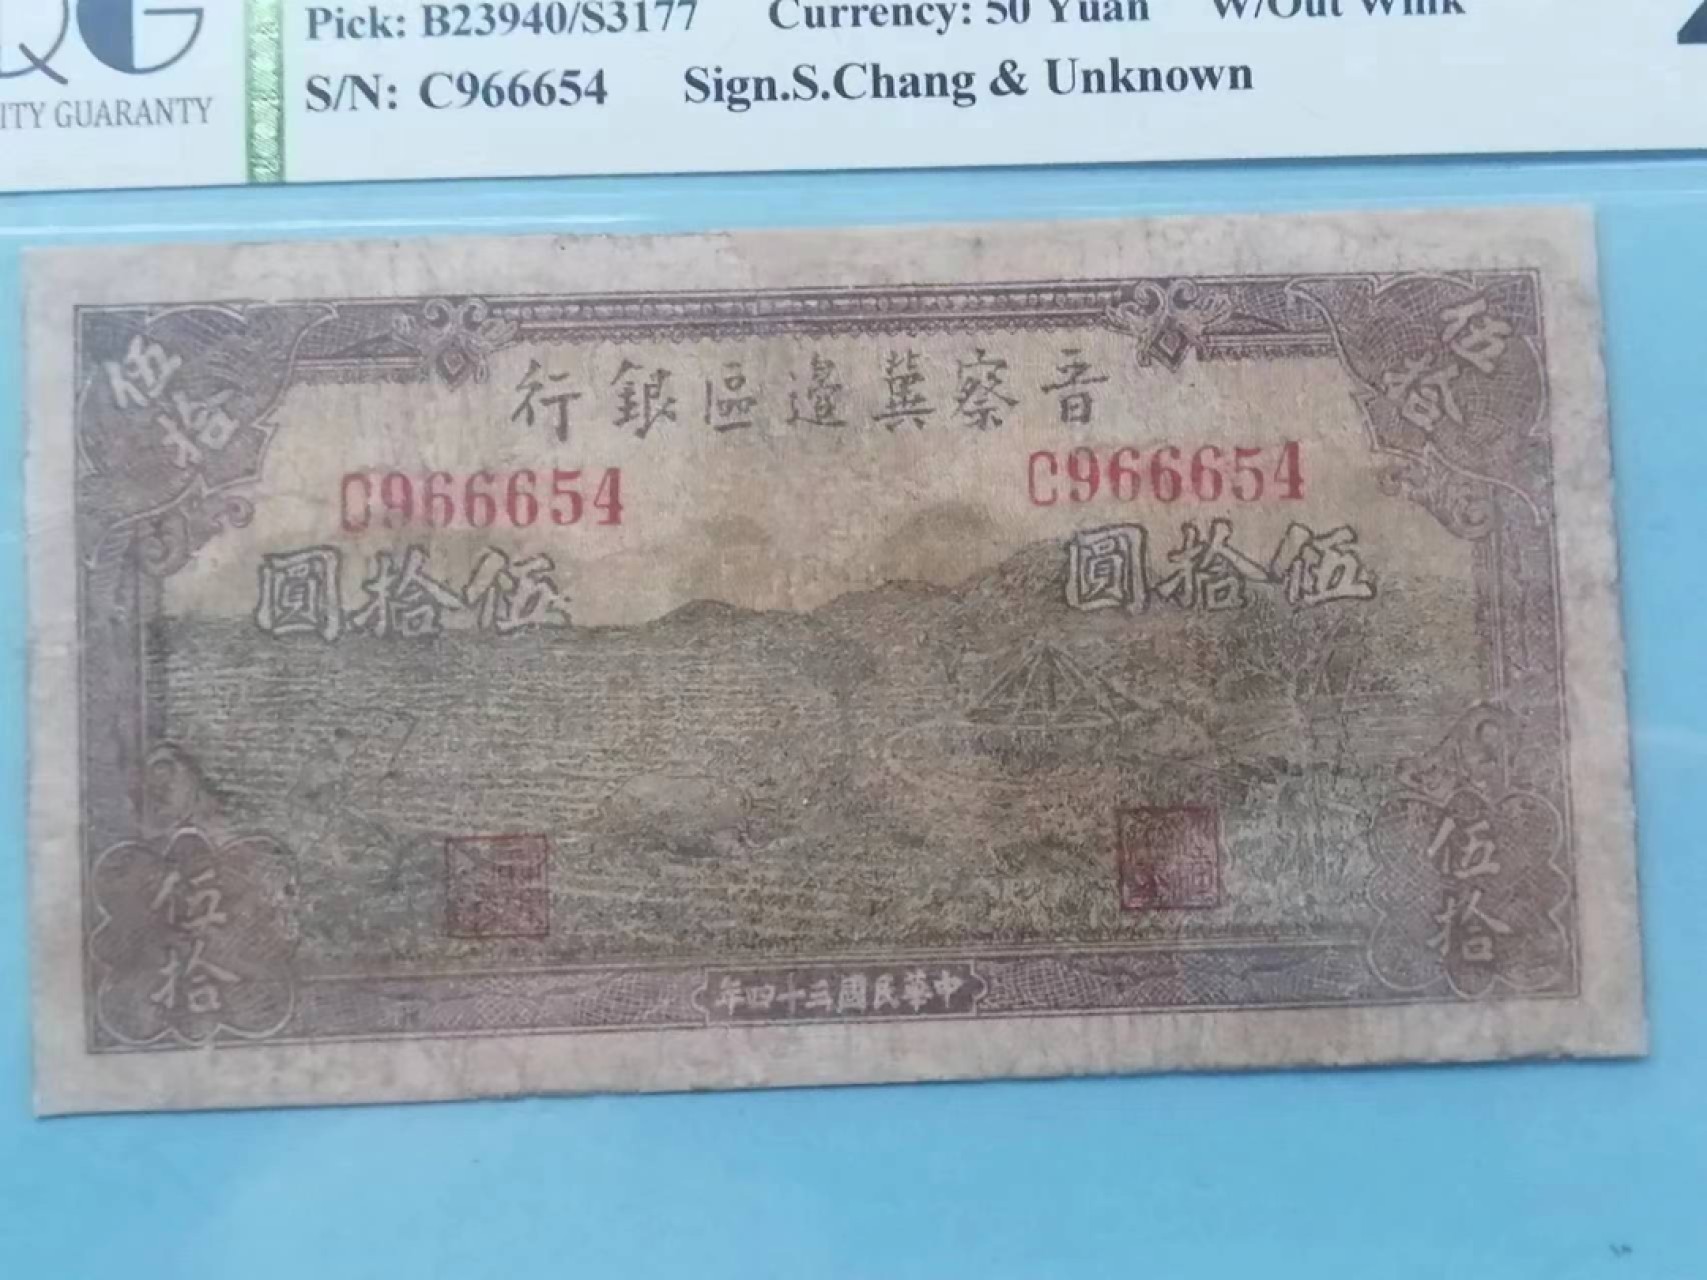 Pick: B23940/S3177 Currency: 50 Yuan W/Out Wmk
S/N: C966654 Sign.S.Chang & Unknown
ITY GUARANTY
伍拾
伍拾
行銀區邊冀察晉
C966654
C966654
圓拾伍
圓拾伍
伍拾
伍拾
年四十三國民華中